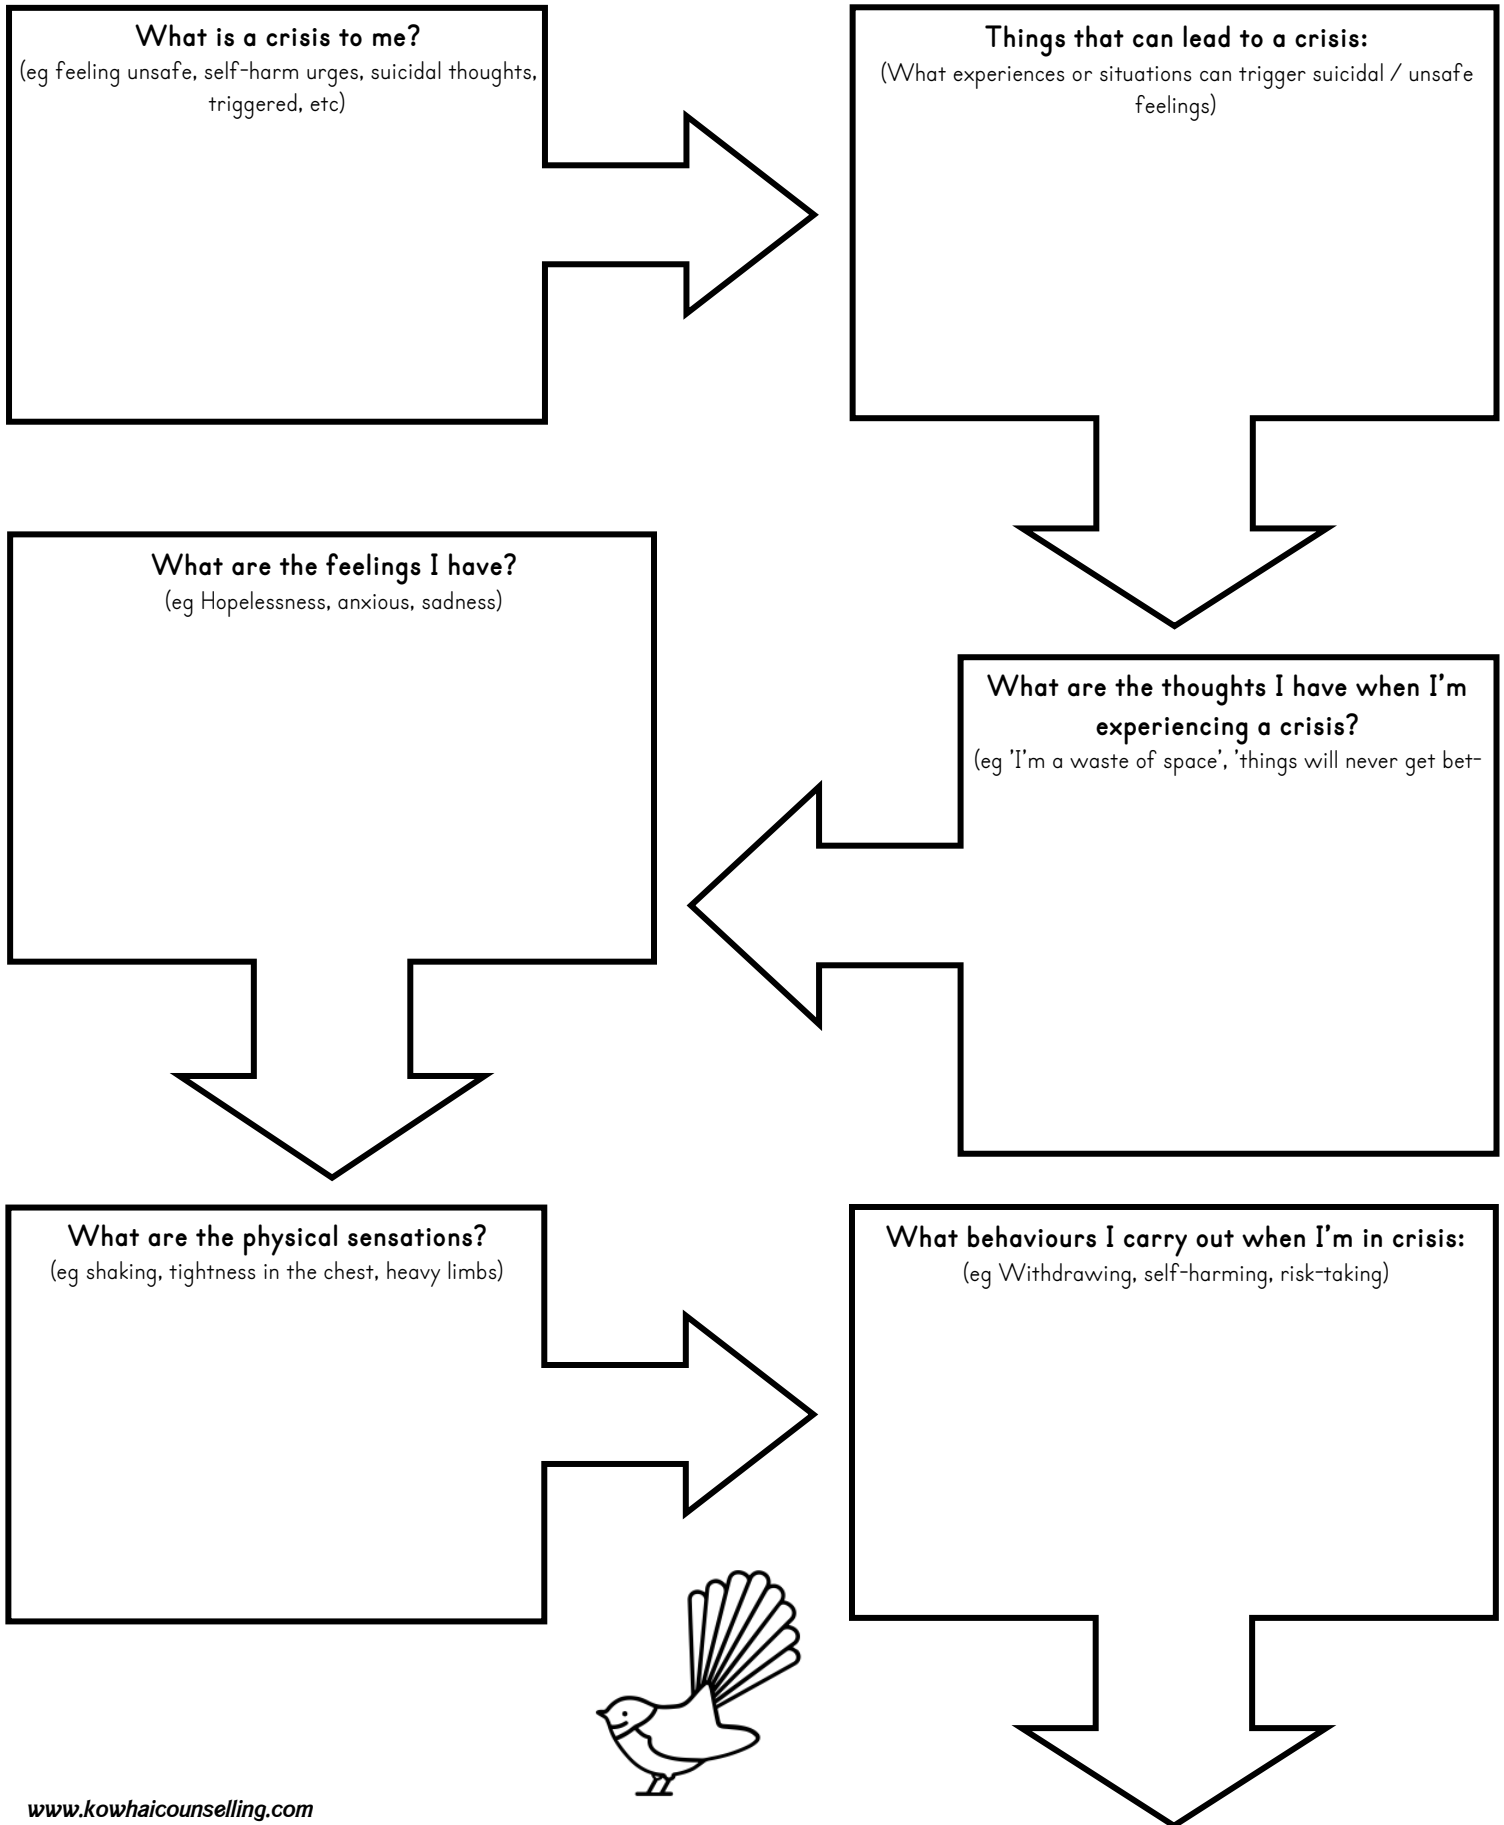 What is a crisis to me?
(eg feeling unsafe, self-harm urges, suicidal thoughts,
triggered, etc)
Things that can lead to a crisis:
(What experiences or situations can trigger suicidal / unsafe
feelings)
What are the thoughts I have when I'm
experiencing a crisis?
(eg 'I'm a waste of space', 'things will never get bet-
What are the feelings I have?
(eg Hopelessness, anxious, sadness)
What are the physical sensations?
(eg shaking, tightness in the chest, heavy limbs)
What behaviours I carry out when I'm in crisis:
(eg Withdrawing, self-harming, risk-taking)
www.kowhaicounselling.com